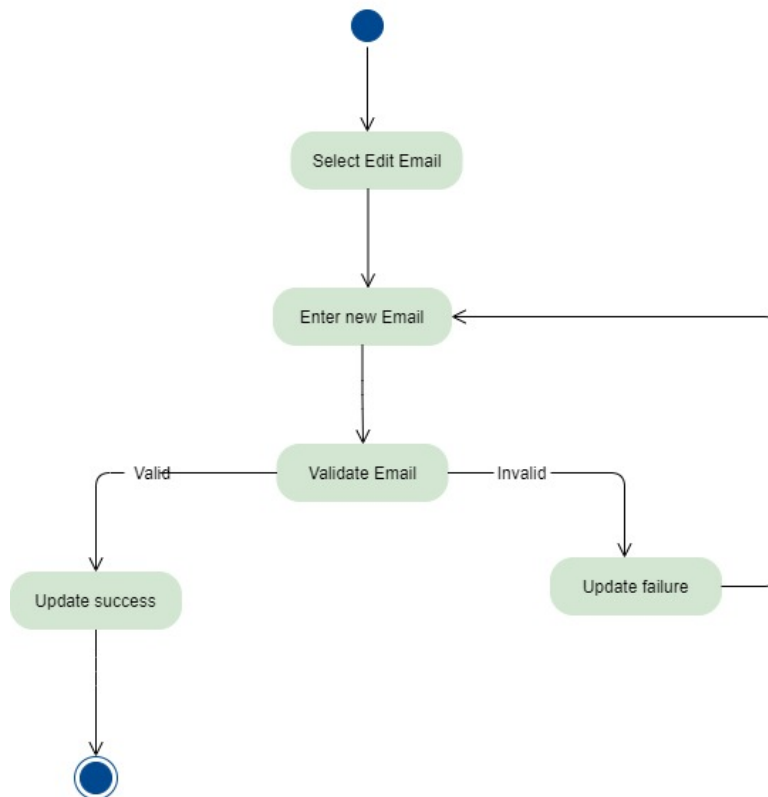 Select Edit Email
Enter new Email
Valid
Validate Email
Invalid
Update success
Update failure